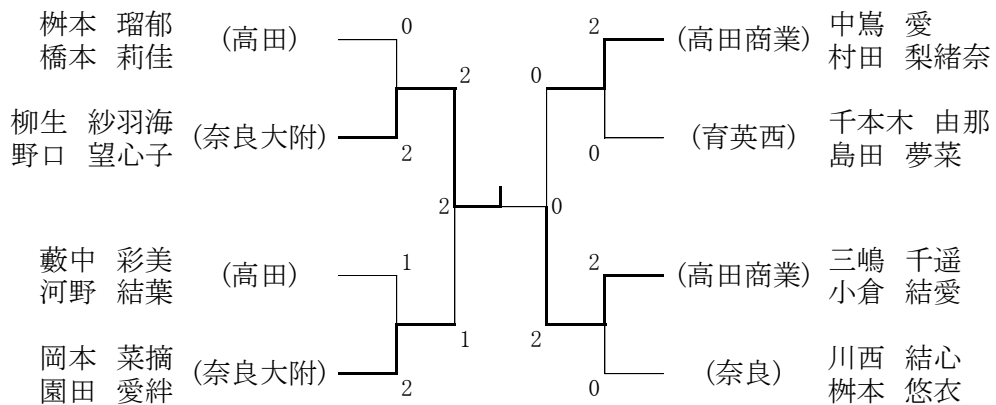 桝本 瑠郁
橋本 莉佳
(高田)
0
柳生 紗羽海
野口 望心子
(奈良大附)
2
2
藪中 彩美
河野 結葉
(高田)
1
岡本 菜摘
園田 愛絆
(奈良大附)
2
1
2
0
2
(高田商業)
中嶌 愛
村田 梨緒奈
0
(育英西)
千本木 由那
島田 夢菜
0
2
(高田商業)
三嶋 千遥
小倉 結愛
2
0
(奈良)
川西 結心
桝本 悠衣